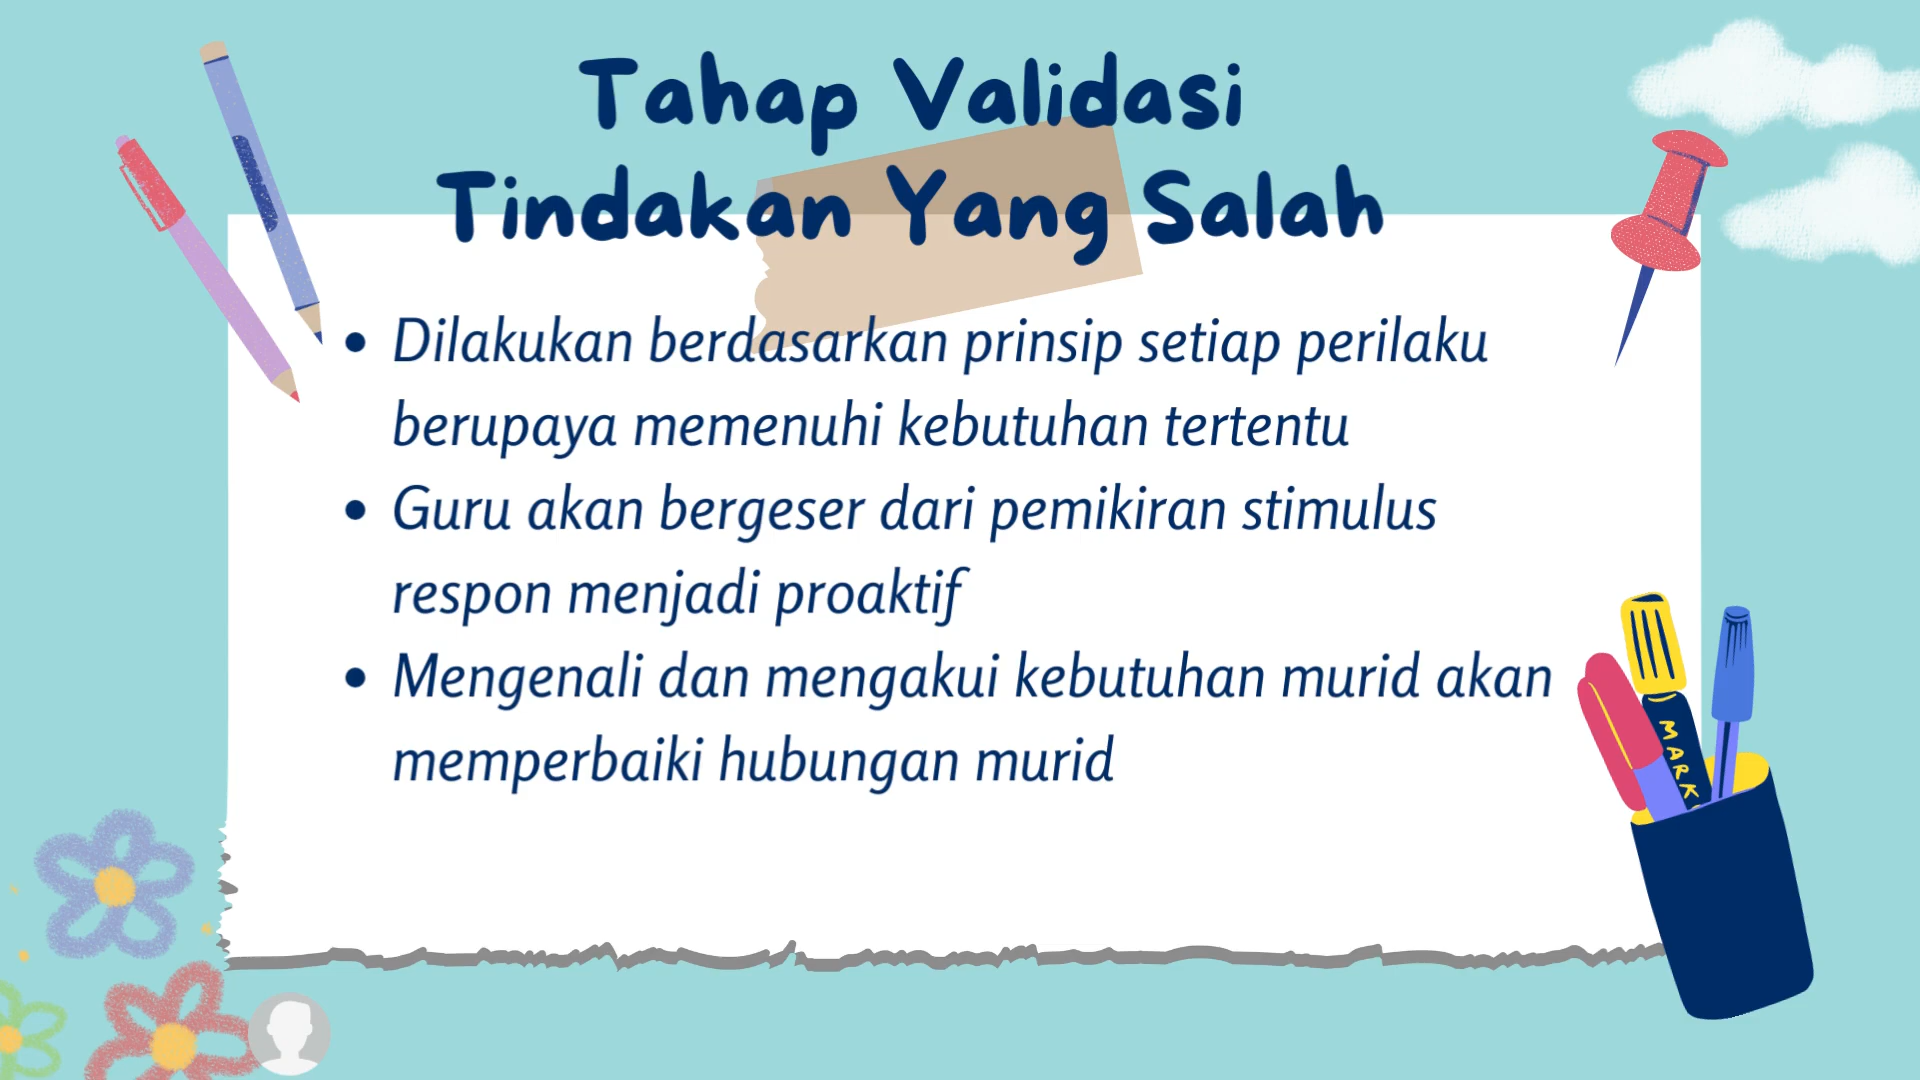 Tahap Validasi
Tindakan Yang Salah
• Dilakukan berdasarkan prinsip setiap perilaku
berupaya memenuhi kebutuhan tertentu
• Guru akan bergeser dari pemikiran stimulus
respon menjadi proaktif
• Mengenali dan mengakui kebutuhan murid akan
memperbaiki hubungan murid
MARK